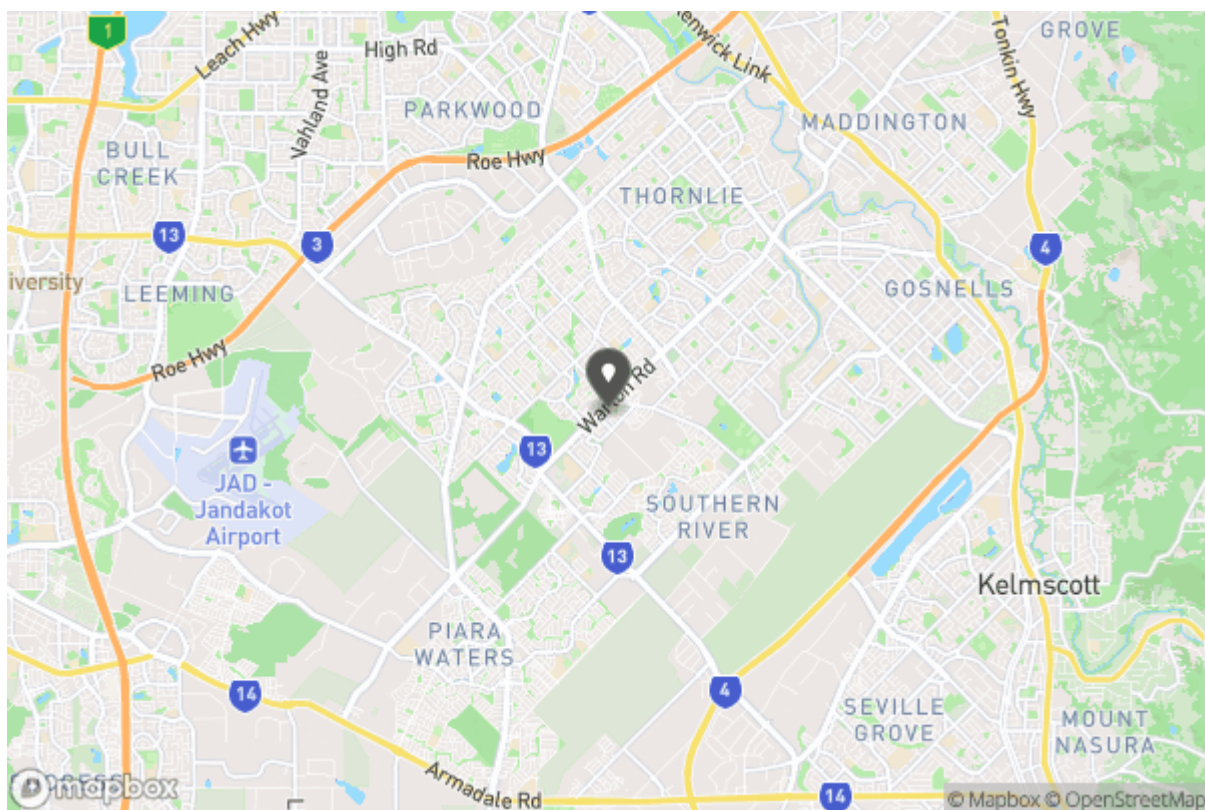 1
Leach Hwy
High Rd
Link
Tonkin Hwy
GROVE
Vahland Ave
PARKWOOD
MADDINGTON
BULL
CREEK
Roe Hwy
THORNLIE
13
3
4
iversity
LEEMING
GOSNELLS
Roe Hwy
Rd
13
JAD -
Jandakot
Airport
SOUTHERN
RIVER
13
Kelmscott
PIARA
WATERS
14
4
SEVILLE
GROVE
MOUNT
NASURA
Armadale Rd
14
mapbox
© Mapbox © OpenStreetMap